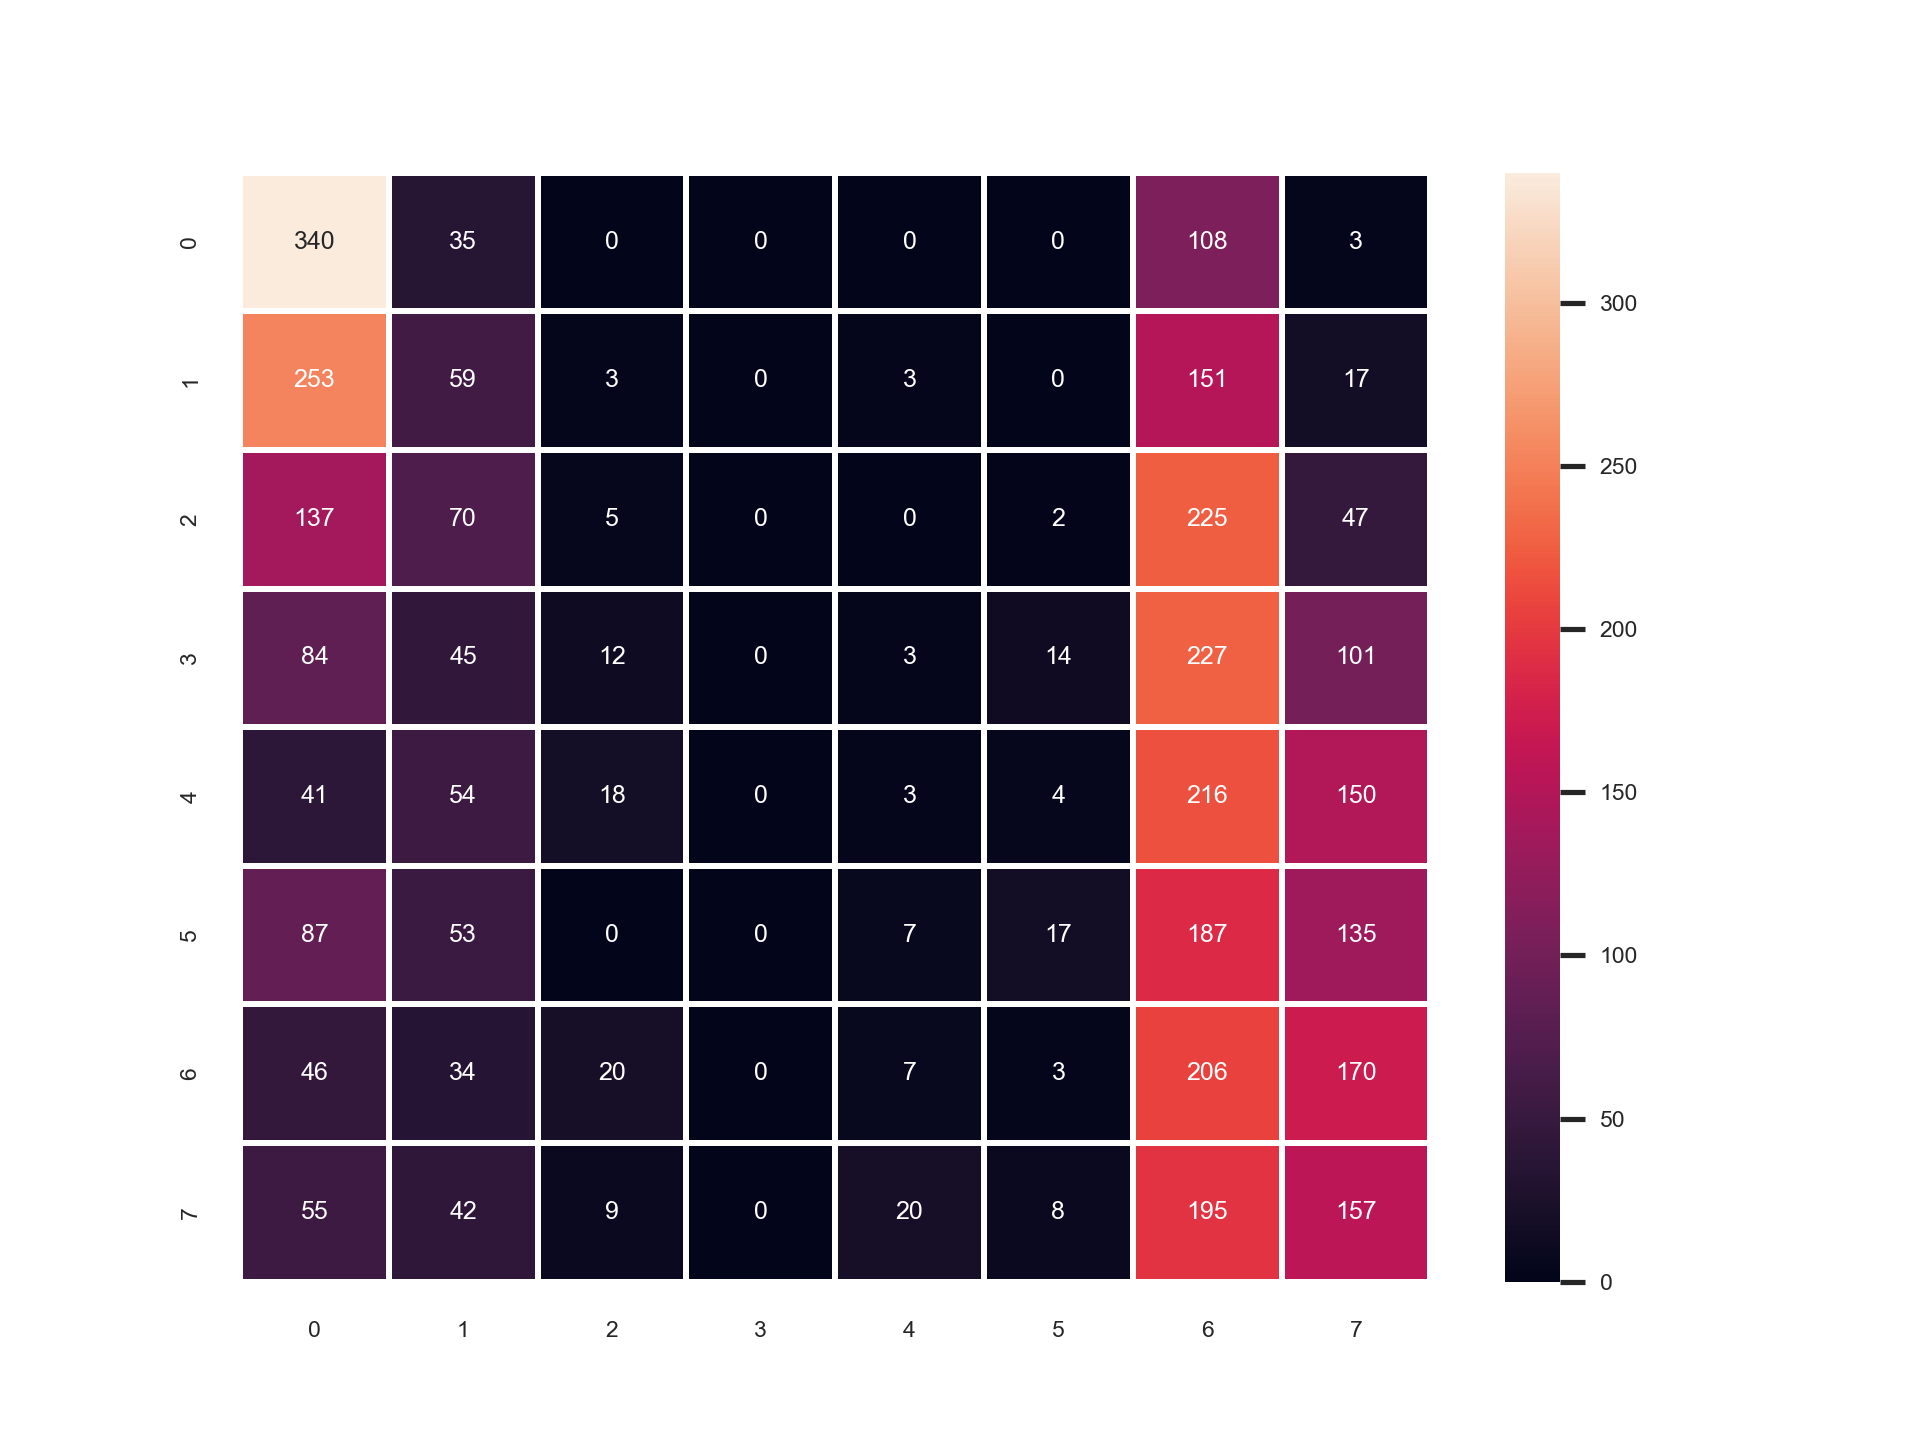 0 340 35 0 0 0 0 108 3
1 253 59 3 0 3 0 151 17
2 137 70 5 0 0 2 225 47
3 84 45 12 0 3 14 227 101
4 41 54 18 0 3 4 216 150
5 87 53 0 0 7 17 187 135
6 46 34 20 0 7 3 206 170
7 55 42 9 0 20 8 195 157
0 1 2 3 4 5 6 7
300
250
200
150
100
50
0